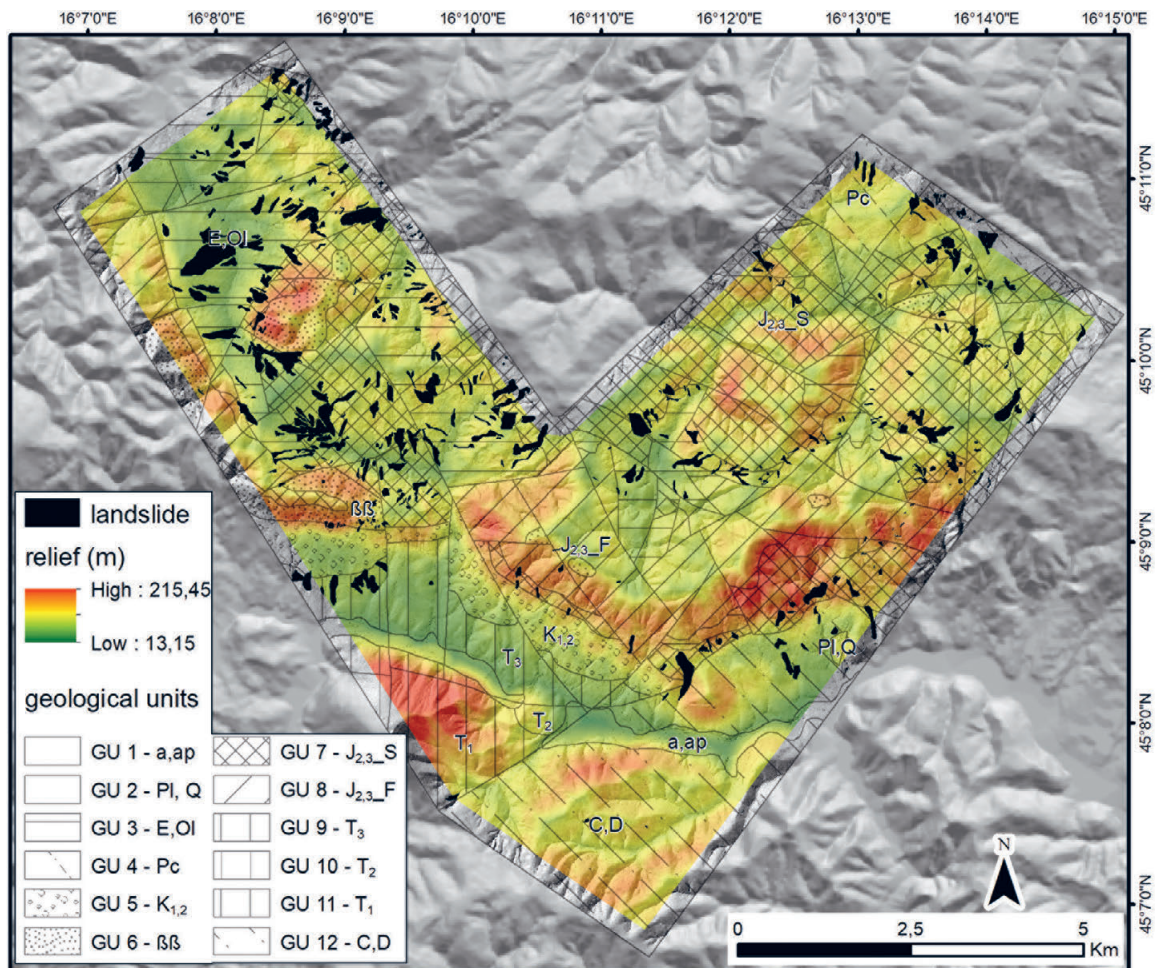 16°7'0"E 16°8'0"E 16°9'0"E 16°10'0"E 16°11'0"E 16°12'0"E 16°13'0"E 16°14'0"E 16°15'0"E
45°11'0"N
Pc
E,Ol
J₂,₃_S
45°10'0"N
ßß
45°9'0"N
J₂,₃_F
K₁,₂
T₃
Pl,Q
T₂
45°8'0"N
T₁
a,ap
C,D
45°7'0"N
landslide
relief (m)
High : 215,45
Low : 13,15
geological units
GU 1 - a,ap
GU 2 - Pl, Q
GU 3 - E,Ol
GU 4 - Pc
GU 5 - K₁,₂
GU 6 - ßß
GU 7 - J₂,₃_S
GU 8 - J₂,₃_F
GU 9 - T₃
GU 10 - T₂
GU 11 - T₁
GU 12 - C,D
N
0 2,5 5
Km